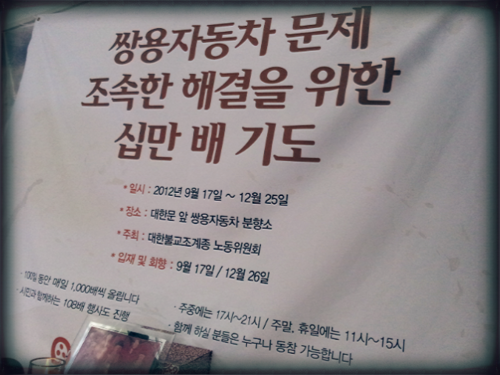 쌍용자동차 문제
조속한 해결을 위한
십만 배 기도
* 일시 : 2012년 9월 17일 ~ 12월 25일
* 장소 : 대한문 앞 쌍용자동차 분향소
* 주최 : 대한불교조계종 노동위원회
* 입재 및 회향 : 9월 17일 / 12월 26일
· 100일 동안 매일 1,000배씩 올립니다
· 시민과 함께하는 108배 행사도 진행
· 주중에는 17시~21시 / 주말, 휴일에는 11시~15시
· 함께 하실 분들은 누구나 동참 가능합니다